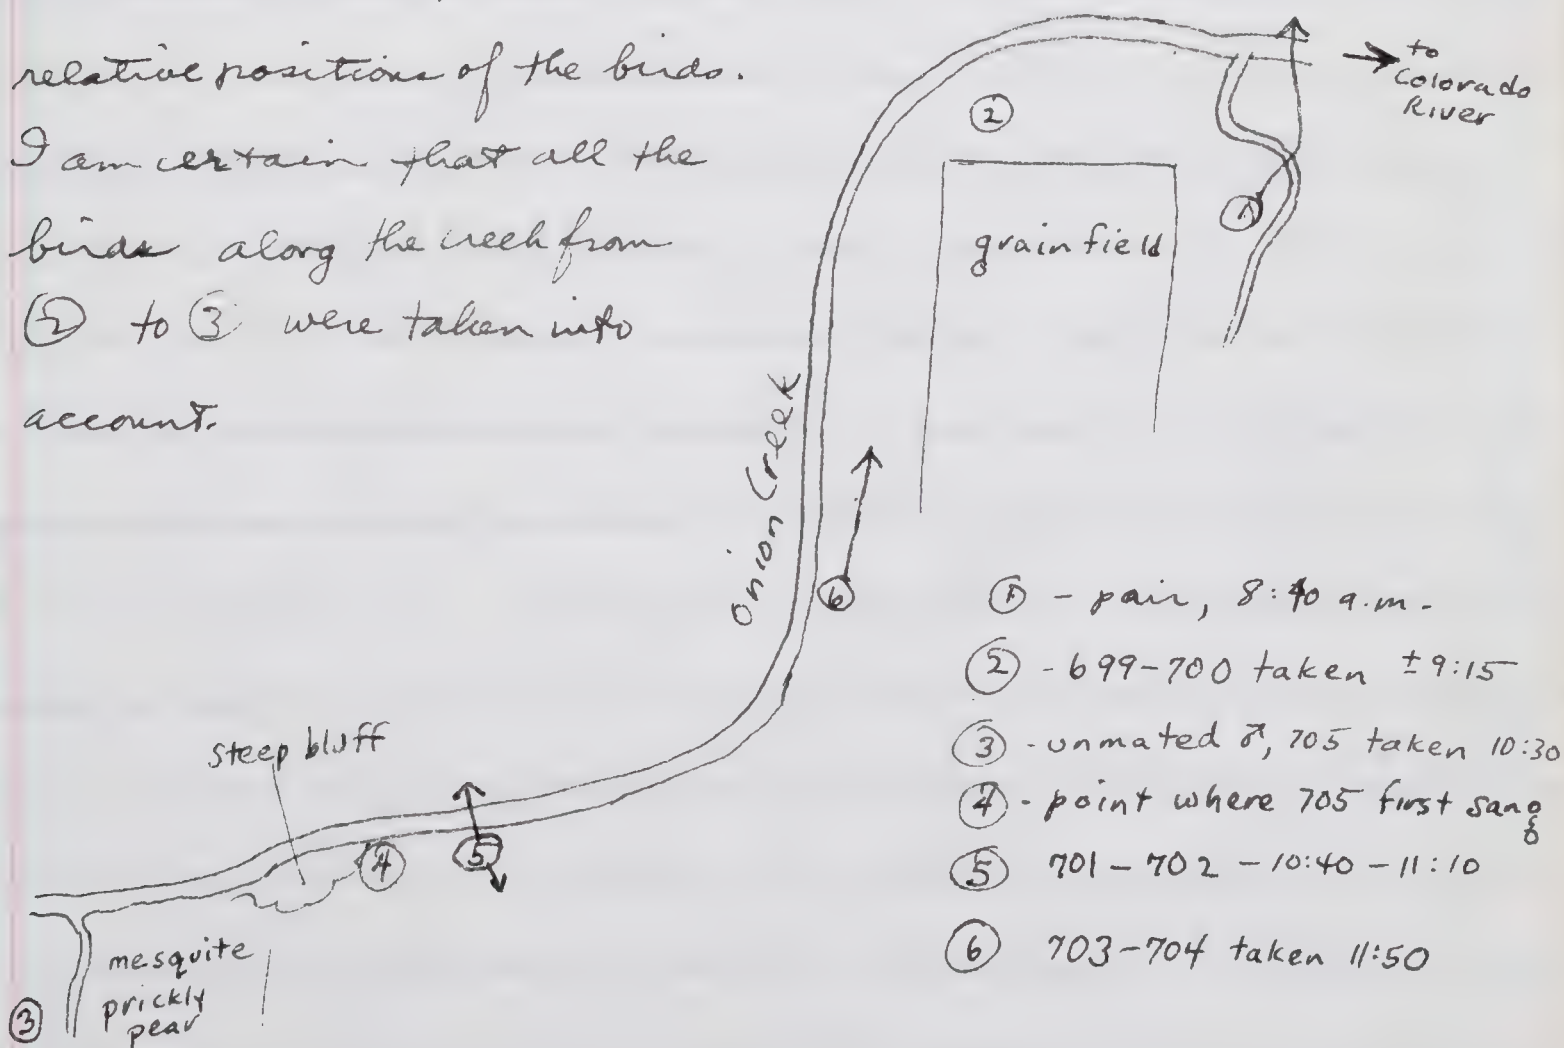 relative positions of the birds.
I am certain that all the
birds along the creek from
② to ③ were taken into
account.
to
Colorado
River
②
①
grain field
Onion Creek
⑥
steep bluff
④
⑤
mesquite
prickly
pear
③
① - pair, 8:40 a.m.
② - 699-700 taken ± 9:15
③ - unmated ♂, 705 taken 10:30
④ - point where 705 first sang
⑤ 701 - 702 - 10:40 - 11:10
⑥ 703-704 taken 11:50